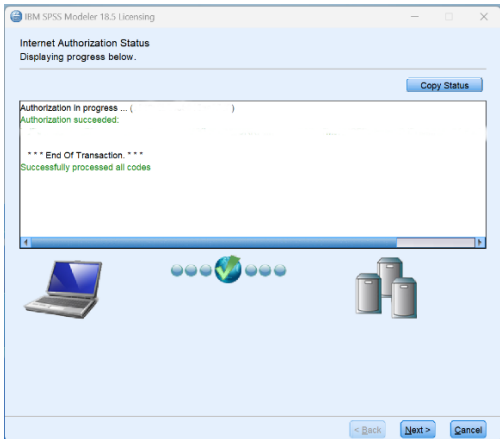 IBM SPSS Modeler 18.5 Licensing
Internet Authorization Status
Displaying progress below.
Copy Status
Authorization in progress ... ( )
Authorization succeeded:
* * * End Of Transaction. * * *
Successfully processed all codes
< Back
Next >
Cancel